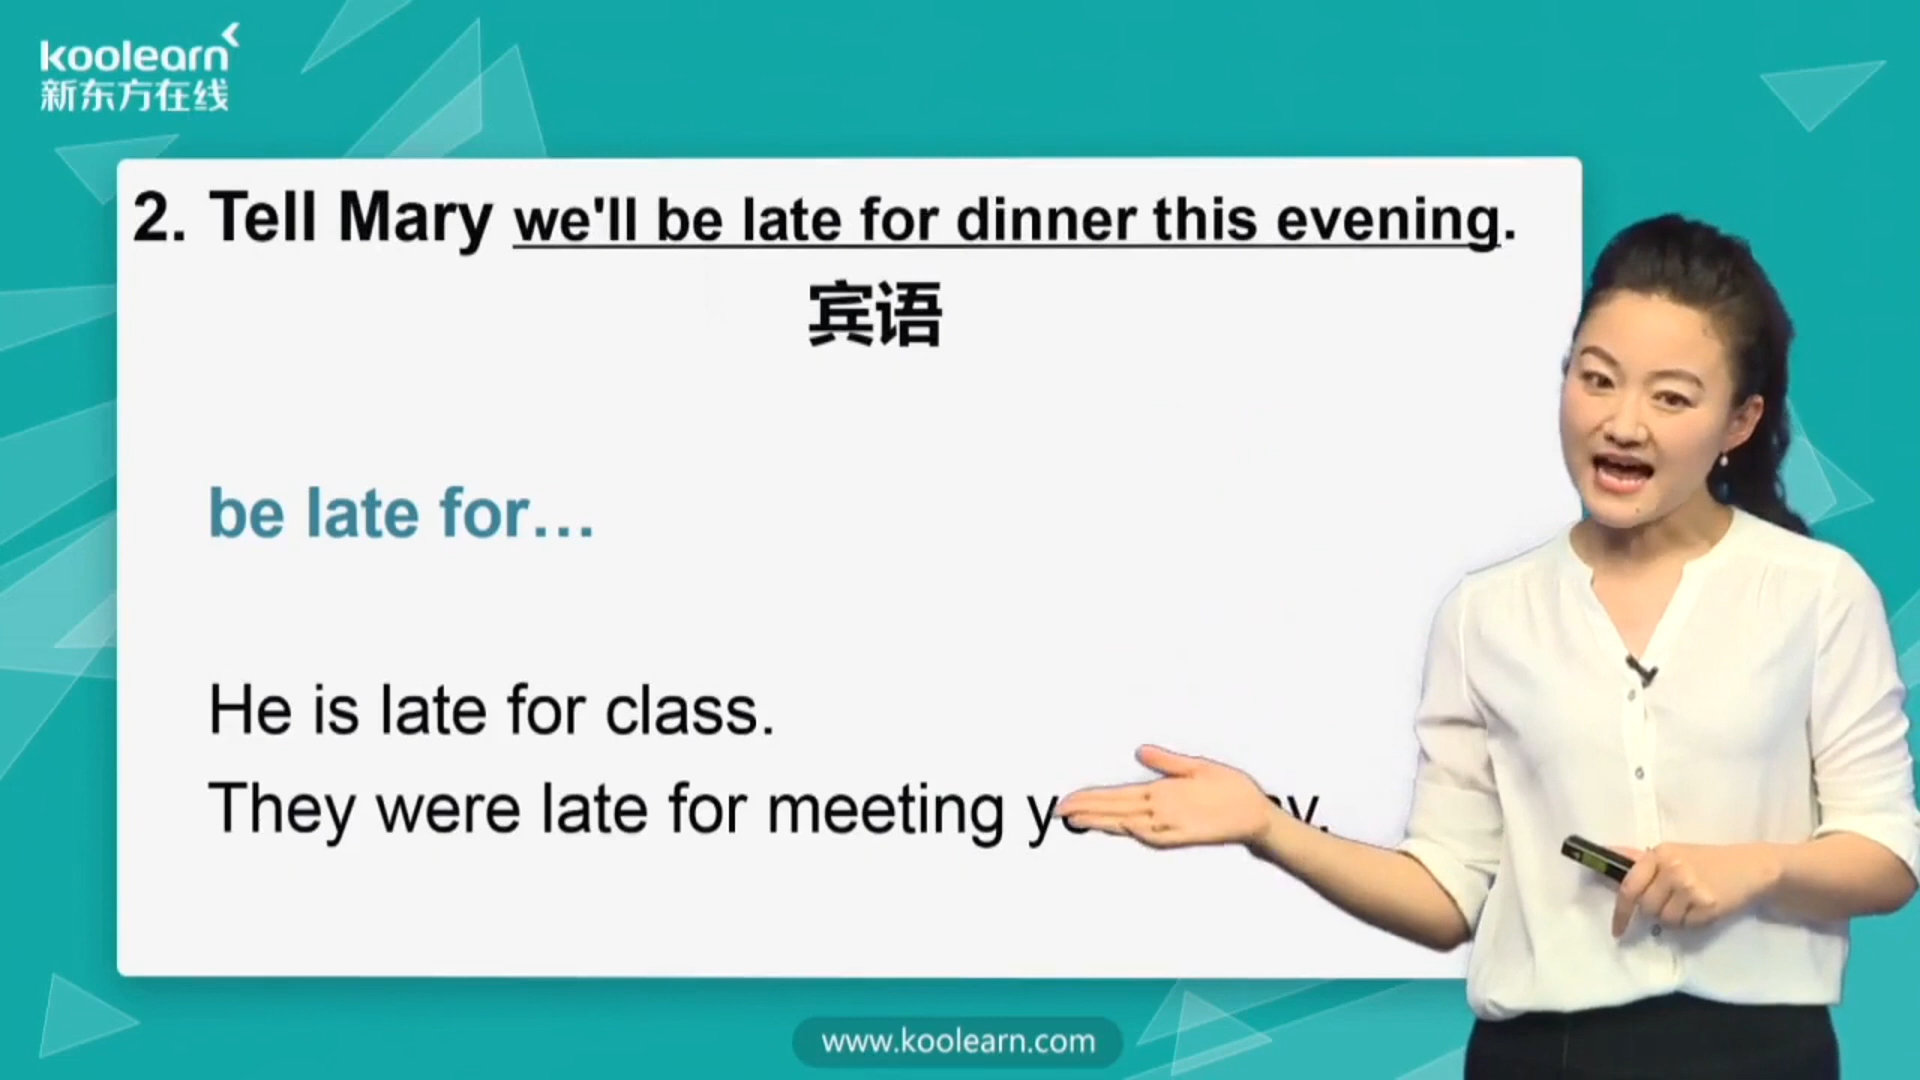 koolearn
新东方在线
2. Tell Mary we'll be late for dinner this evening.
宾语
be late for…
He is late for class.
They were late for meeting
www.koolearn.com